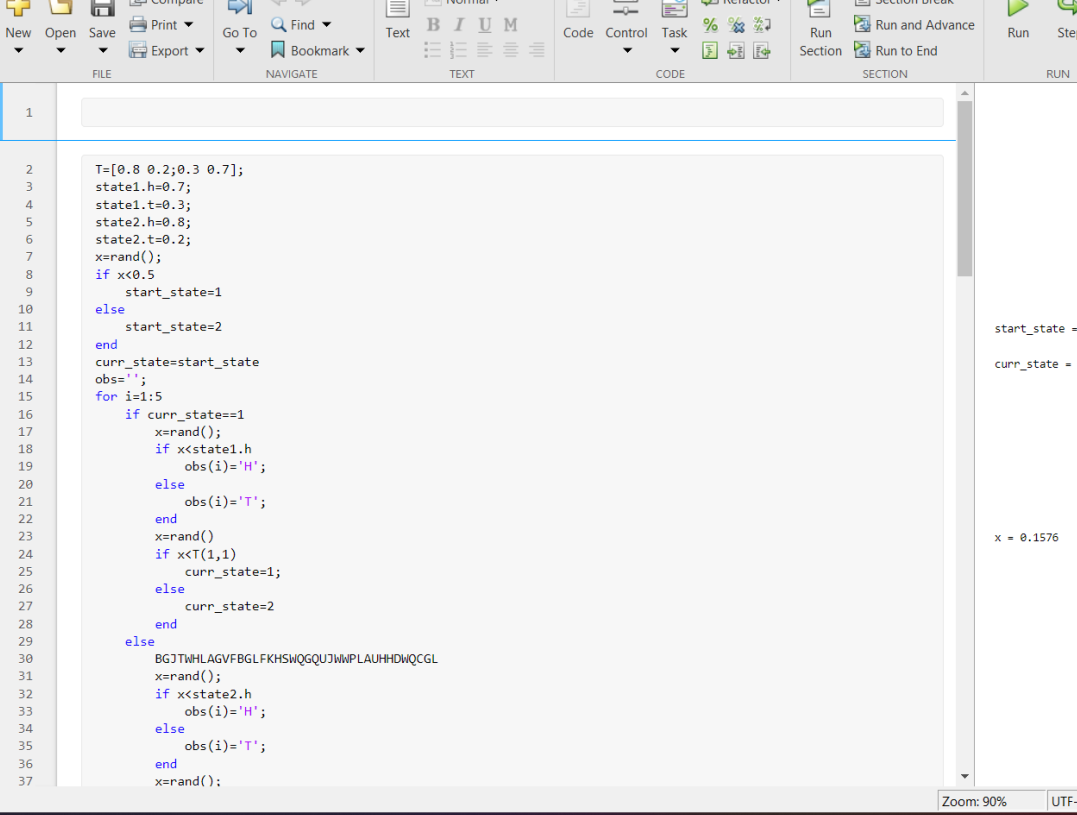 Compare
Refactor
Section Break
New Open Save Print Go To Find Text B I U M Code Control Task Run Run and Advance Run Step
Export Bookmark Section Run to End
FILE NAVIGATE TEXT CODE SECTION RUN
1
2 T=[0.8 0.2;0.3 0.7];
3 state1.h=0.7;
4 state1.t=0.3;
5 state2.h=0.8;
6 state2.t=0.2;
7 x=rand();
8 if x<0.5
9 start_state=1
10 else
11 start_state=2
12 end
13 curr_state=start_state
14 obs='';
15 for i=1:5
16 if curr_state==1
17 x=rand();
18 if x<state1.h
19 obs(i)='H';
20 else
21 obs(i)='T';
22 end
23 x=rand()
24 if x<T(1,1)
25 curr_state=1;
26 else
27 curr_state=2
28 end
29 else
30 BGJTWHLAGVFBGLFKHSWQGQUJWWPLAUHHDWQCGL
31 x=rand();
32 if x<state2.h
33 obs(i)='H';
34 else
35 obs(i)='T';
36 end
37 x=rand();
start_state =
curr_state =
x = 0.1576
Zoom: 90% UTF-